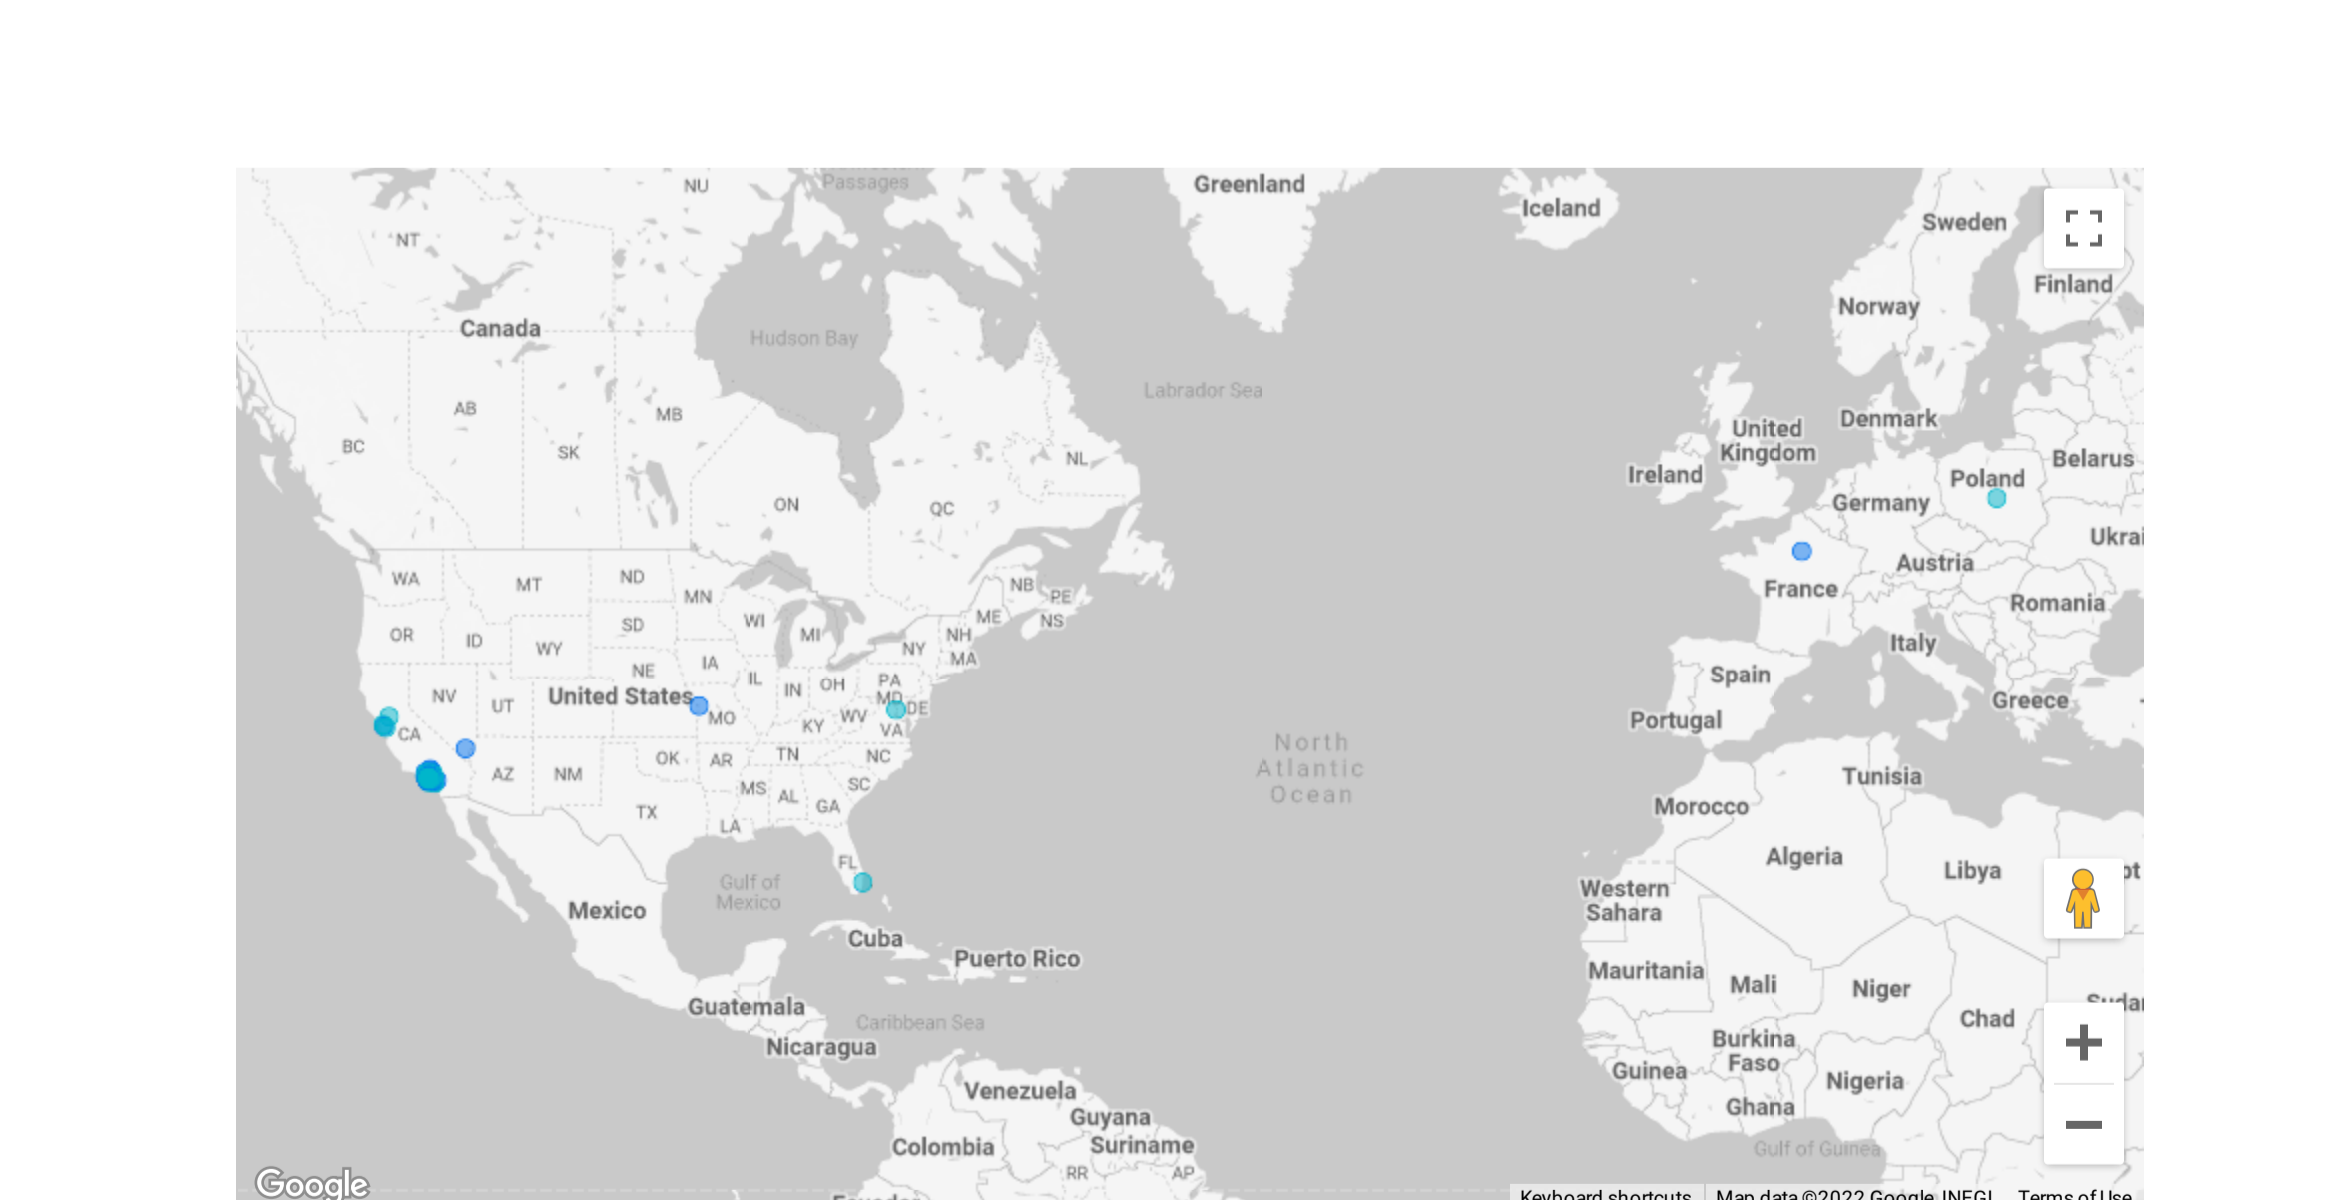 Passages
NU
Greenland
Iceland
Sweden
NT
Finland
Norway
Canada
Hudson Bay
Labrador Sea
AB
MB
BC
SK
NL
ON
QC
Denmark
United
Kingdom
Ireland
Belarus
Poland
Germany
Austria
France
Romania
Italy
Spain
Greece
Portugal
WA
MT
ND
MN
NB
PE
OR
ID
SD
WI
MI
ME
NS
NH
WY
NY
MA
NE
IA
IL
IN
OH
PA
MD
DE
NV
UT
United States
MO
KY
WV
VA
CA
AZ
NM
OK
AR
TN
NC
MS
AL
SC
GA
TX
LA
FL
North
Atlantic
Ocean
Tunisia
Morocco
Algeria
Libya
Western
Sahara
Gulf of
Mexico
Mexico
Cuba
Puerto Rico
Mauritania
Mali
Niger
Chad
Guatemala
Caribbean Sea
Nicaragua
Burkina
Faso
Guinea
Nigeria
Ghana
Venezuela
Guyana
Colombia
Suriname
RR
AP
Gulf of Guinea
Google
Keyboard shortcuts
Map data ©2022 Google, INEGI
Terms of Use